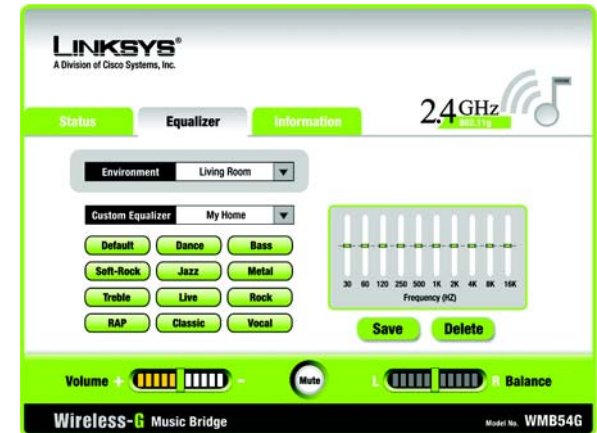 LINKSYS®
A Division of Cisco Systems, Inc.
2.4 GHz
802.11g
Status Equalizer Information
Environment Living Room
Custom Equalizer My Home
Default Dance Bass
Soft-Rock Jazz Metal
Treble Live Rock
RAP Classic Vocal
30 60 120 250 500 1K 2K 4K 8K 16K
Frequency (HZ)
Save Delete
Volume + - Mute L R Balance
Wireless-G Music Bridge Model No. WMB54G